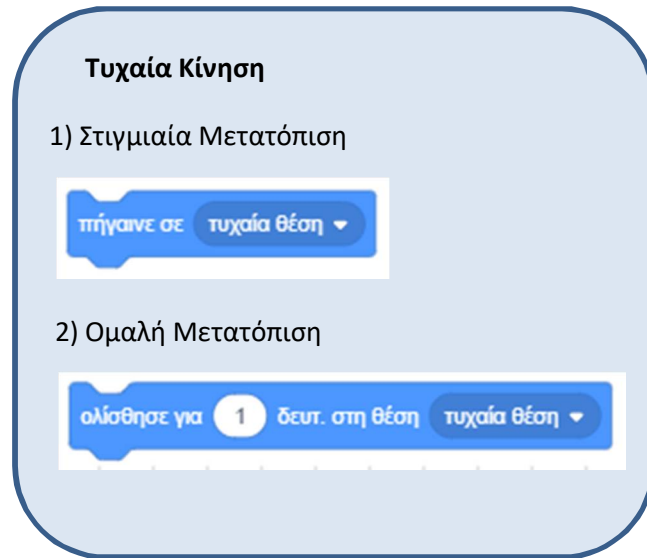 Τυχαία Κίνηση
1) Στιγμιαία Μετατόπιση
πήγαινε σε τυχαία θέση
2) Ομαλή Μετατόπιση
ολίσθησε για 1 δευτ. στη θέση τυχαία θέση